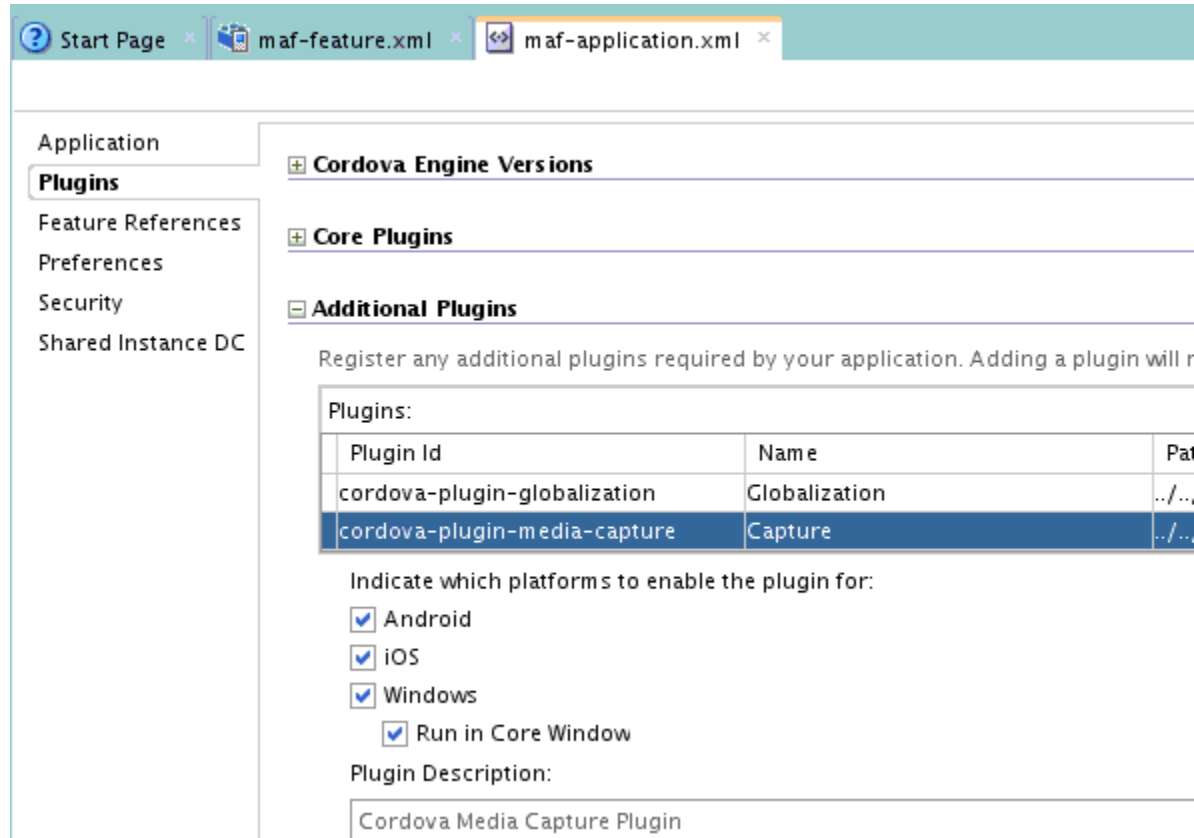 Start Page
maf-feature.xml
maf-application.xml
Application
Plugins
Feature References
Preferences
Security
Shared Instance DC
Cordova Engine Versions
Core Plugins
Additional Plugins
Register any additional plugins required by your application. Adding a plugin will
Plugins:
Plugin Id Name
cordova-plugin-globalization Globalization ../..
cordova-plugin-media-capture Capture ../..
Indicate which platforms to enable the plugin for:
Android
iOS
Windows
Run in Core Window
Plugin Description:
Cordova Media Capture Plugin